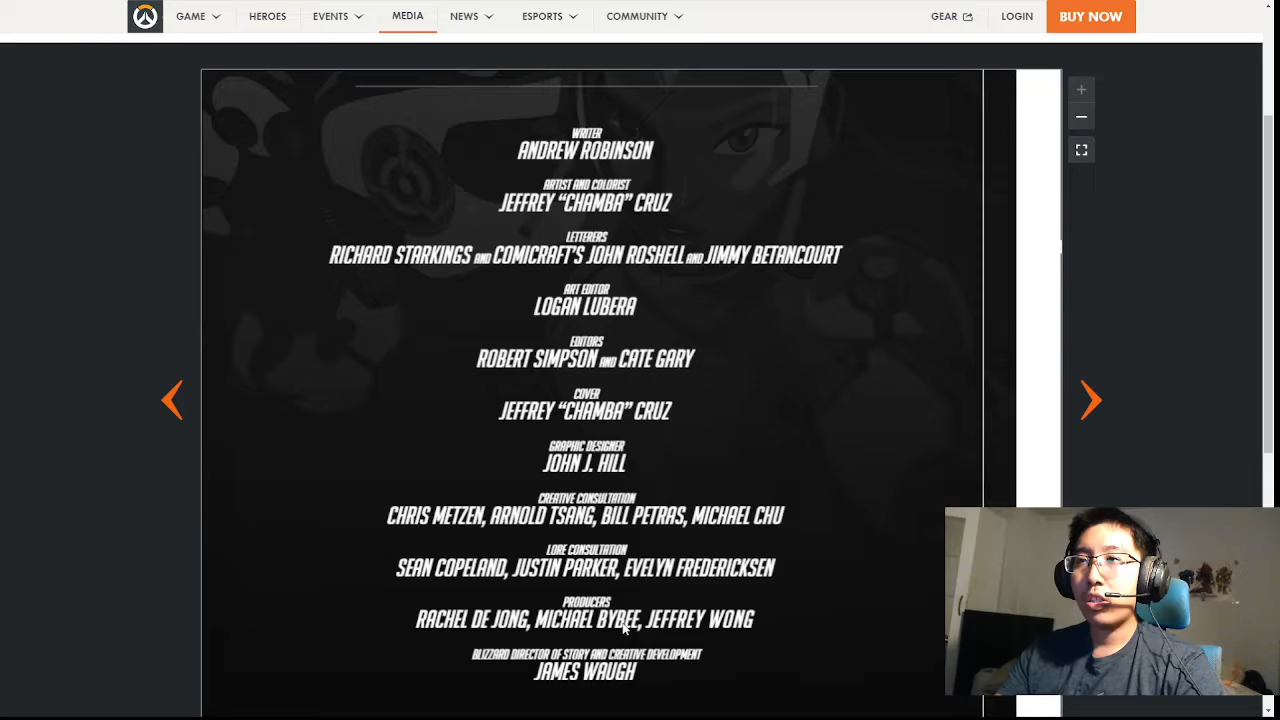 GAME HEROES EVENTS MEDIA NEWS ESPORTS COMMUNITY GEAR LOGIN BUY NOW
WRITER
ANDREW ROBINSON
ARTIST AND COLORIST
JEFFREY “CHAMBA” CRUZ
LETTERERS
RICHARD STARKINGS AND COMICRAFT'S JOHN ROSHELL AND JIMMY BETANCOURT
ART EDITOR
LOGAN LUBERA
EDITORS
ROBERT SIMPSON AND CATE GARY
COVER
JEFFREY “CHAMBA” CRUZ
GRAPHIC DESIGNER
JOHN J. HILL
CREATIVE CONSULTATION
CHRIS METZEN, ARNOLD TSANG, BILL PETRAS, MICHAEL CHU
LORE CONSULTATION
SEAN COPELAND, JUSTIN PARKER, EVELYN FREDERICKSEN
PRODUCERS
RACHEL DE JONG, MICHAEL BYBEE, JEFFREY WONG
BLIZZARD DIRECTOR OF STORY AND CREATIVE DEVELOPMENT
JAMES WAUGH